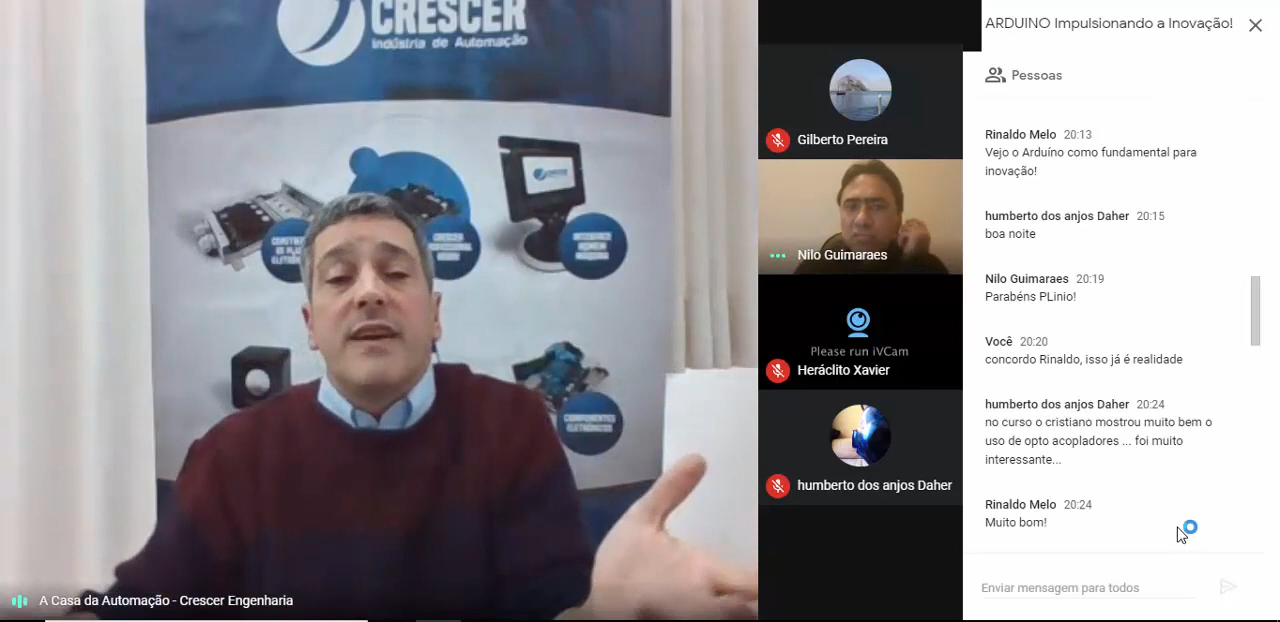 CRESCER
Indústria de Automação
COMPONENTES
ELETRÔNICOS
A Casa da Automação - Crescer Engenharia
Gilberto Pereira
Nilo Guimaraes
Please run iVCam
Heráclito Xavier
humberto dos anjos Daher
ARDUINO Impulsionando a Inovação!
Pessoas
Rinaldo Melo 20:13
Vejo o Arduíno como fundamental para
inovação!
humberto dos anjos Daher 20:15
boa noite
Nilo Guimaraes 20:19
Parabéns PLinio!
Você 20:20
concordo Rinaldo, isso já é realidade
humberto dos anjos Daher 20:24
no curso o cristiano mostrou muito bem o
uso de opto acopladores ... foi muito
interessante...
Rinaldo Melo 20:24
Muito bom!
Enviar mensagem para todos